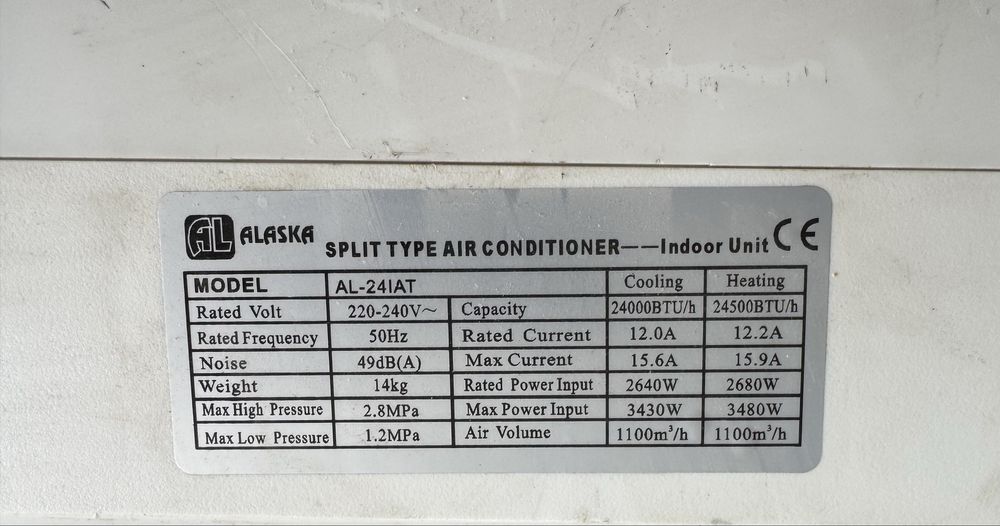 AL ALASKA
SPLIT TYPE AIR CONDITIONER——Indoor Unit CE
MODEL AL-24IAT Cooling Heating
Rated Volt 220-240V～ Capacity 24000BTU/h 24500BTU/h
Rated Frequency 50Hz Rated Current 12.0A 12.2A
Noise 49dB(A) Max Current 15.6A 15.9A
Weight 14kg Rated Power Input 2640W 2680W
Max High Pressure 2.8MPa Max Power Input 3430W 3480W
Max Low Pressure 1.2MPa Air Volume 1100m³/h 1100m³/h